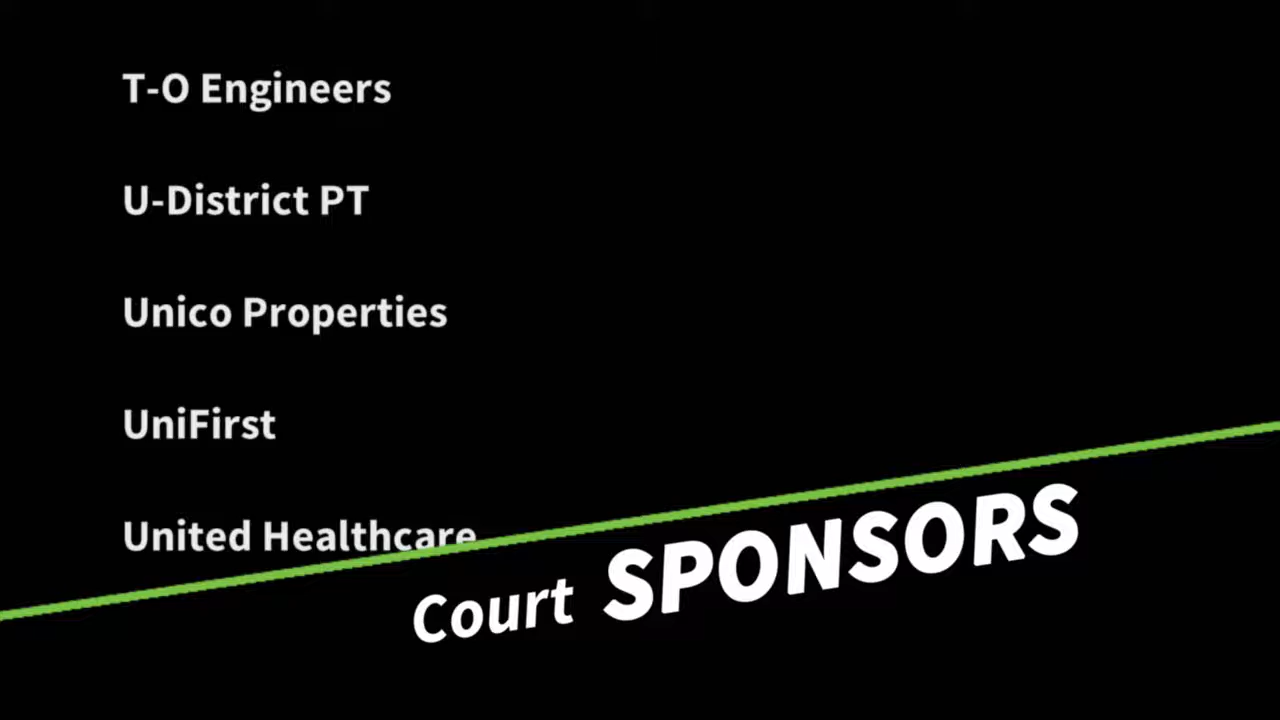 T-O Engineers
U-District PT
Unico Properties
UniFirst
United Healthcare
Court SPONSORS